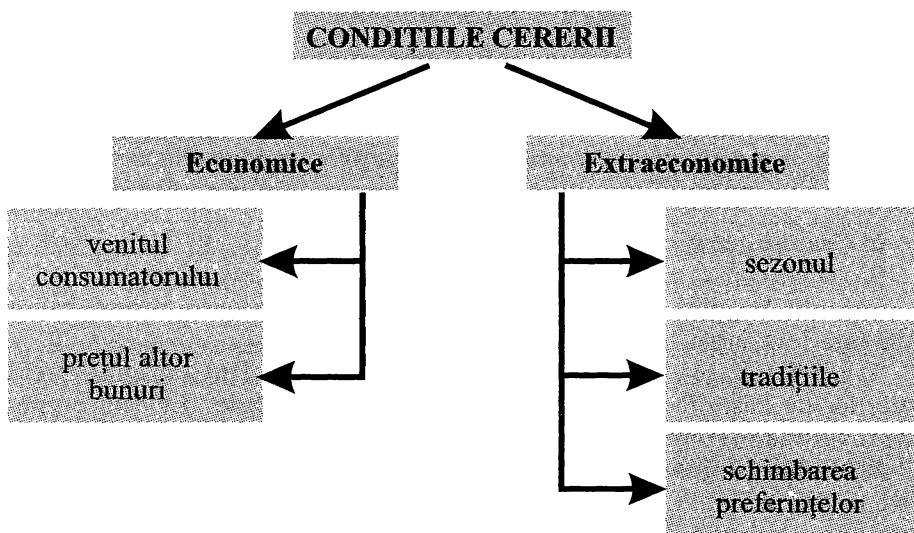 CONDIȚIILE CERERII
Economice
Extraeconomice
venitul
consumatorului
prețul altor
bunuri
sezonul
tradițiile
schimbarea
preferințelor